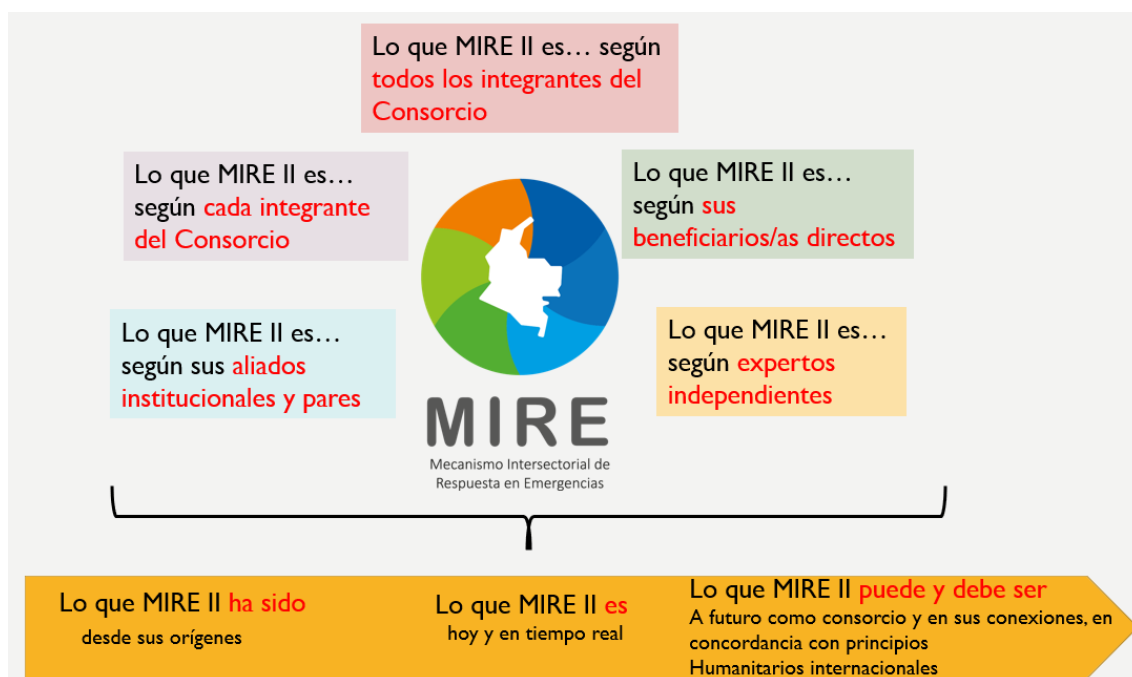 Lo que MIRE II es… según
todos los integrantes del
Consorcio
Lo que MIRE II es…
según cada integrante
del Consorcio
Lo que MIRE II es…
según sus
beneficiarios/as directos
Lo que MIRE II es…
según sus aliados
institucionales y pares
Lo que MIRE II es…
según expertos
independientes
MIRE
Mecanismo Intersectorial de
Respuesta en Emergencias
Lo que MIRE II ha sido
desde sus orígenes
Lo que MIRE II es
hoy y en tiempo real
Lo que MIRE II puede y debe ser
A futuro como consorcio y en sus conexiones, en
concordancia con principios
Humanitarios internacionales